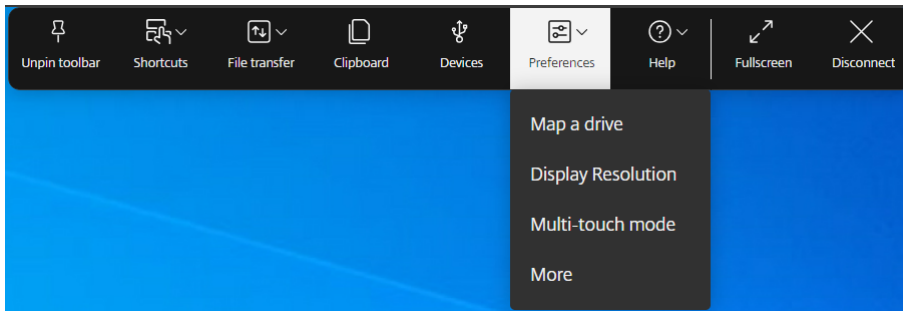 Unpin toolbar
Shortcuts
File transfer
Clipboard
Devices
Preferences
Help
Fullscreen
Disconnect
Map a drive
Display Resolution
Multi-touch mode
More